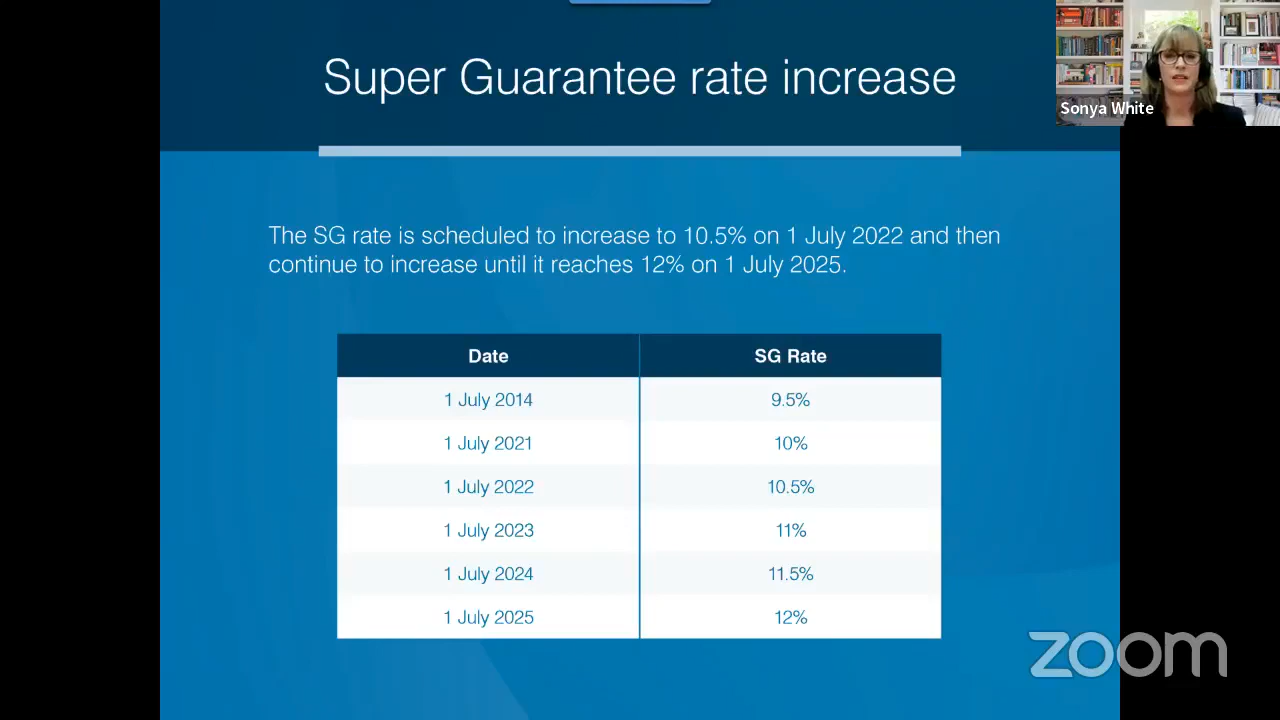 Super Guarantee rate increase
Sonya White
The SG rate is scheduled to increase to 10.5% on 1 July 2022 and then
continue to increase until it reaches 12% on 1 July 2025.
Date SG Rate
1 July 2014 9.5%
1 July 2021 10%
1 July 2022 10.5%
1 July 2023 11%
1 July 2024 11.5%
1 July 2025 12%
zoom